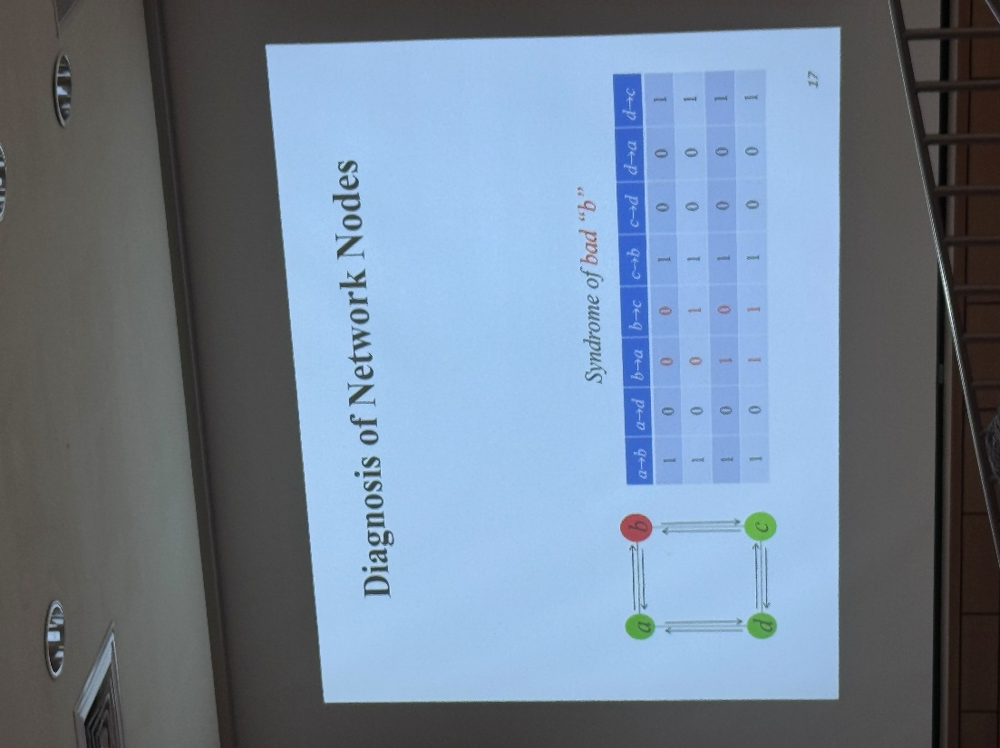 Diagnosis of Network Nodes
Syndrome of bad “b”
a b
d c
a→b a→d b→a b→c c→b c→d d→a d→c
1 0 0 0 1 0 0 1
1 0 0 1 1 0 0 1
1 0 1 0 1 0 0 1
1 0 1 1 1 0 0 1
17